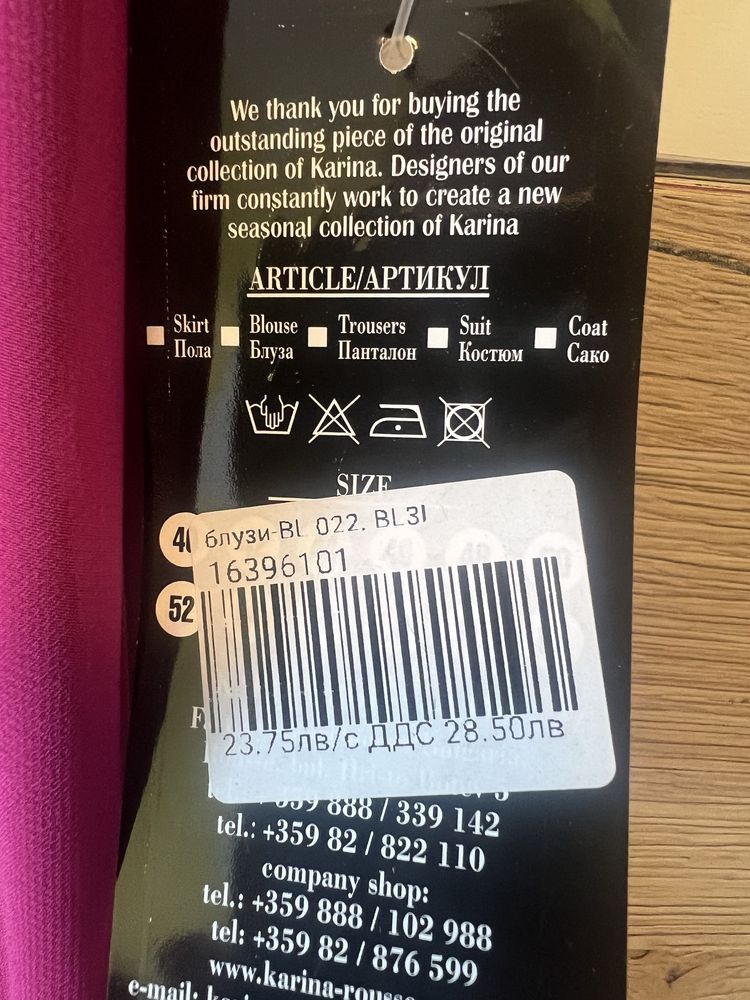 We thank you for buying the
outstanding piece of the original
collection of Karina. Designers of our
firm constantly work to create a new
seasonal collection of Karina
ARTICLE/АРТИКУЛ
Skirt Blouse Trousers Suit Coat
Пола Блуза Панталон Костюм Сако
SIZE
блузи-BL 022. BL3I
16396101
52
23.75лв/с ДДС 28.50лв
888 / 339 142
tel.: +359 82 / 822 110
company shop:
tel.: +359 888 / 102 988
tel: +359 82 / 876 599
www.karina-rousse
e-mail: